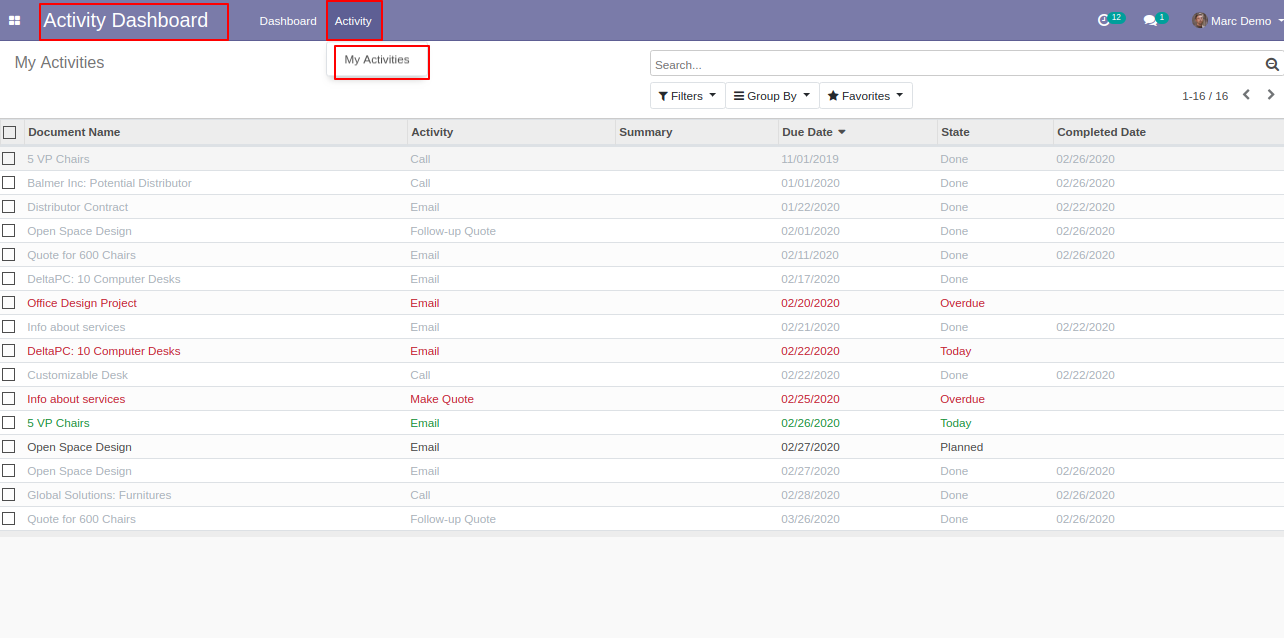 Activity Dashboard Dashboard Activity 12 1 Marc Demo
My Activities My Activities Search...
Filters Group By Favorites 1-16 / 16
Document Name Activity Summary Due Date State Completed Date
5 VP Chairs Call 11/01/2019 Done 02/26/2020
Balmer Inc: Potential Distributor Call 01/01/2020 Done 02/26/2020
Distributor Contract Email 01/22/2020 Done 02/22/2020
Open Space Design Follow-up Quote 02/01/2020 Done 02/26/2020
Quote for 600 Chairs Email 02/11/2020 Done 02/26/2020
DeltaPC: 10 Computer Desks Email 02/17/2020 Done
Office Design Project Email 02/20/2020 Overdue
Info about services Email 02/21/2020 Done 02/22/2020
DeltaPC: 10 Computer Desks Email 02/22/2020 Today
Customizable Desk Call 02/22/2020 Done 02/22/2020
Info about services Make Quote 02/25/2020 Overdue
5 VP Chairs Email 02/26/2020 Today
Open Space Design Email 02/27/2020 Planned
Open Space Design Email 02/27/2020 Done 02/26/2020
Global Solutions: Furnitures Call 02/28/2020 Done 02/26/2020
Quote for 600 Chairs Follow-up Quote 03/26/2020 Done 02/26/2020